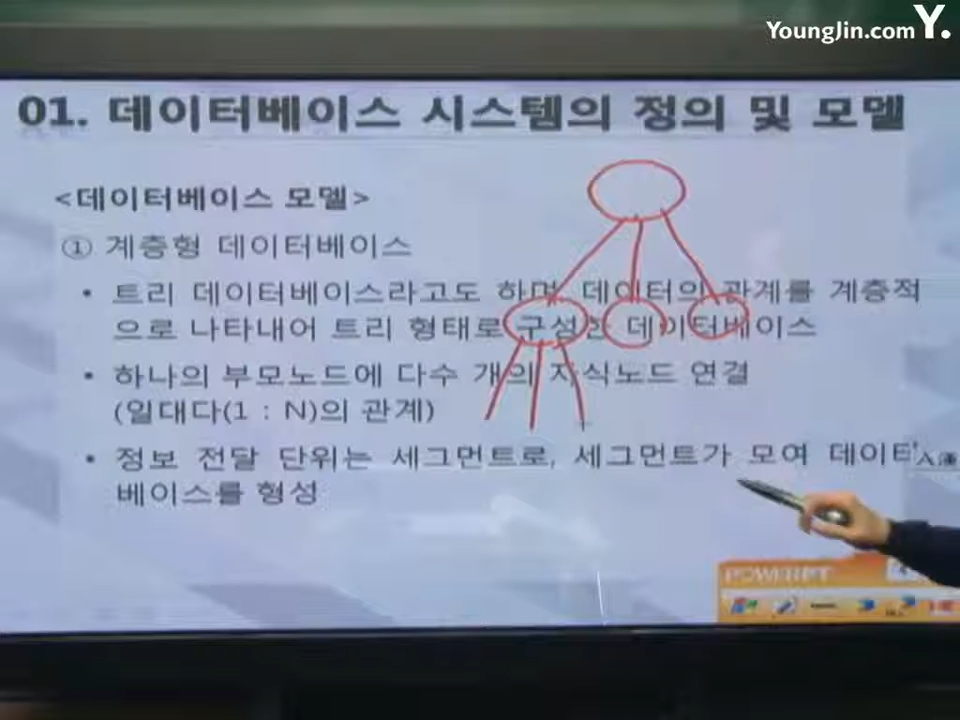 YoungJin.com Y.
01. 데이터베이스 시스템의 정의 및 모델
<데이터베이스 모델>
① 계층형 데이터베이스
• 트리 데이터베이스라고도 하며 데이터의 관계를 계층적
으로 나타내어 트리 형태로 구성한 데이터베이스
• 하나의 부모노드에 다수 개의 자식노드 연결
(일대다(1 : N)의 관계)
• 정보 전달 단위는 세그먼트로, 세그먼트가 모여 데이터
베이스를 형성